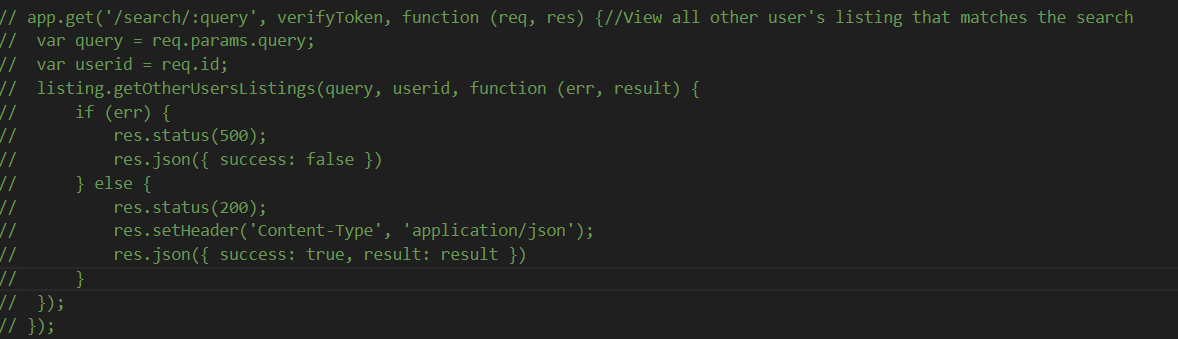 // app.get('/search/:query', verifyToken, function (req, res) {//View all other user's listing that matches the search
//  var query = req.params.query;
//  var userid = req.id;
//  listing.getOtherUsersListings(query, userid, function (err, result) {
//      if (err) {
//          res.status(500);
//          res.json({ success: false })
//      } else {
//          res.status(200);
//          res.setHeader('Content-Type', 'application/json');
//          res.json({ success: true, result: result })
//      }
//  });
// });